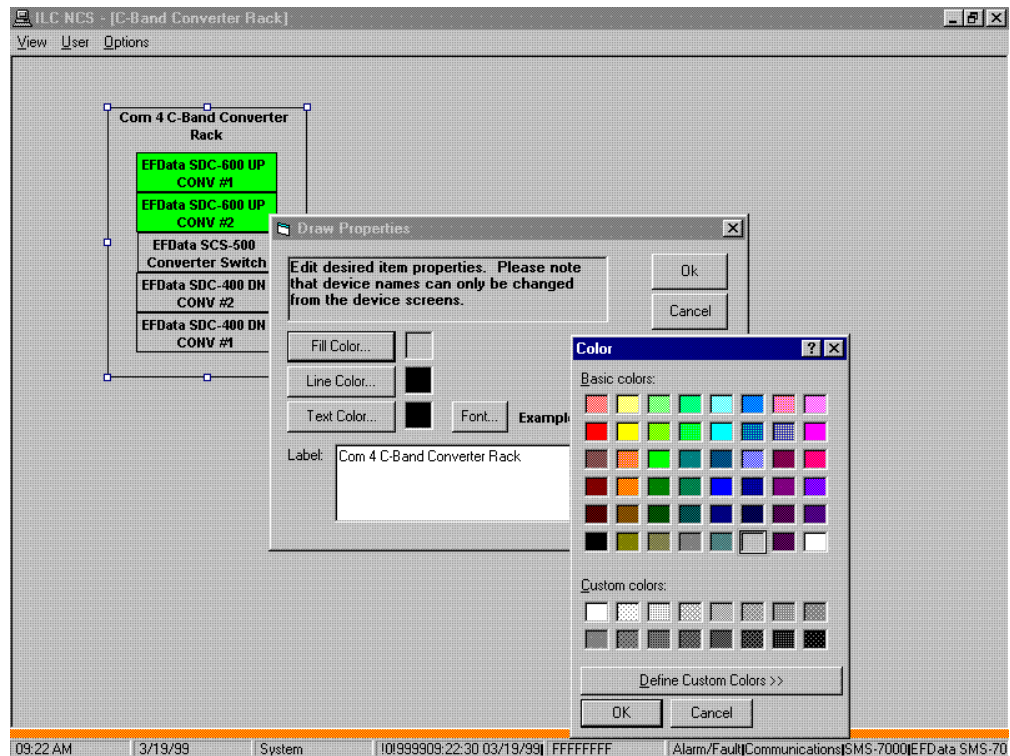 ILC NCS - [C-Band Converter Rack]
View User Options
Com 4 C-Band Converter
Rack
EFData SDC-600 UP
CONV #1
EFData SDC-600 UP
CONV #2
EFData SCS-500
Converter Switch
EFData SDC-400 DN
CONV #2
EFData SDC-400 DN
CONV #1
Draw Properties
Edit desired item properties. Please note
that device names can only be changed
from the device screens.
Ok
Cancel
Fill Color...
Line Color...
Text Color...
Font...
Example
Label:
Com 4 C-Band Converter Rack
Color
Basic colors:
Custom colors:
Define Custom Colors >>
OK
Cancel
09:22 AM 3/19/99 System !0!999909:22:30 03/19/99| FFFFFFFF Alarm/Fault|Communications|SMS-7000|EFData SMS-70